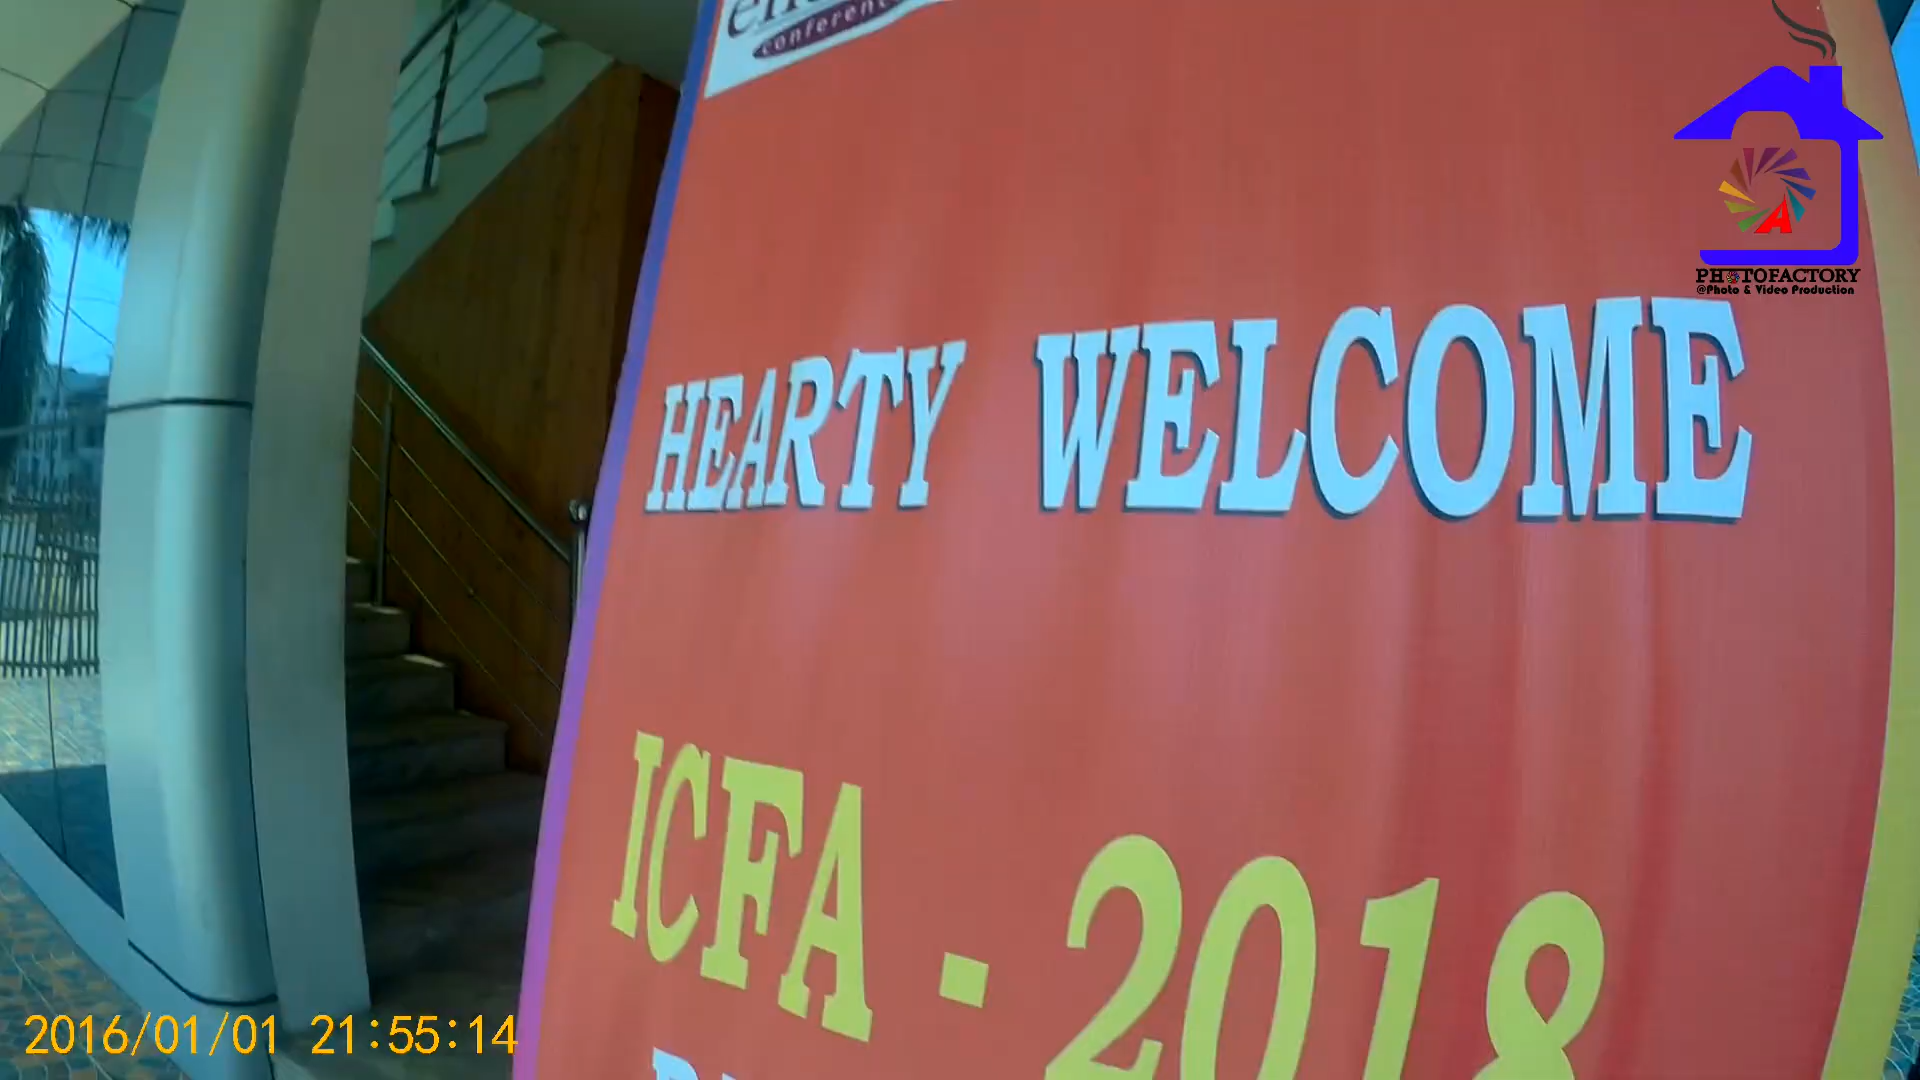 conference
PHOTOFACTORY
@Photo & Video Production
HEARTY WELCOME
ICFA - 2018
2016/01/01 21:55:14